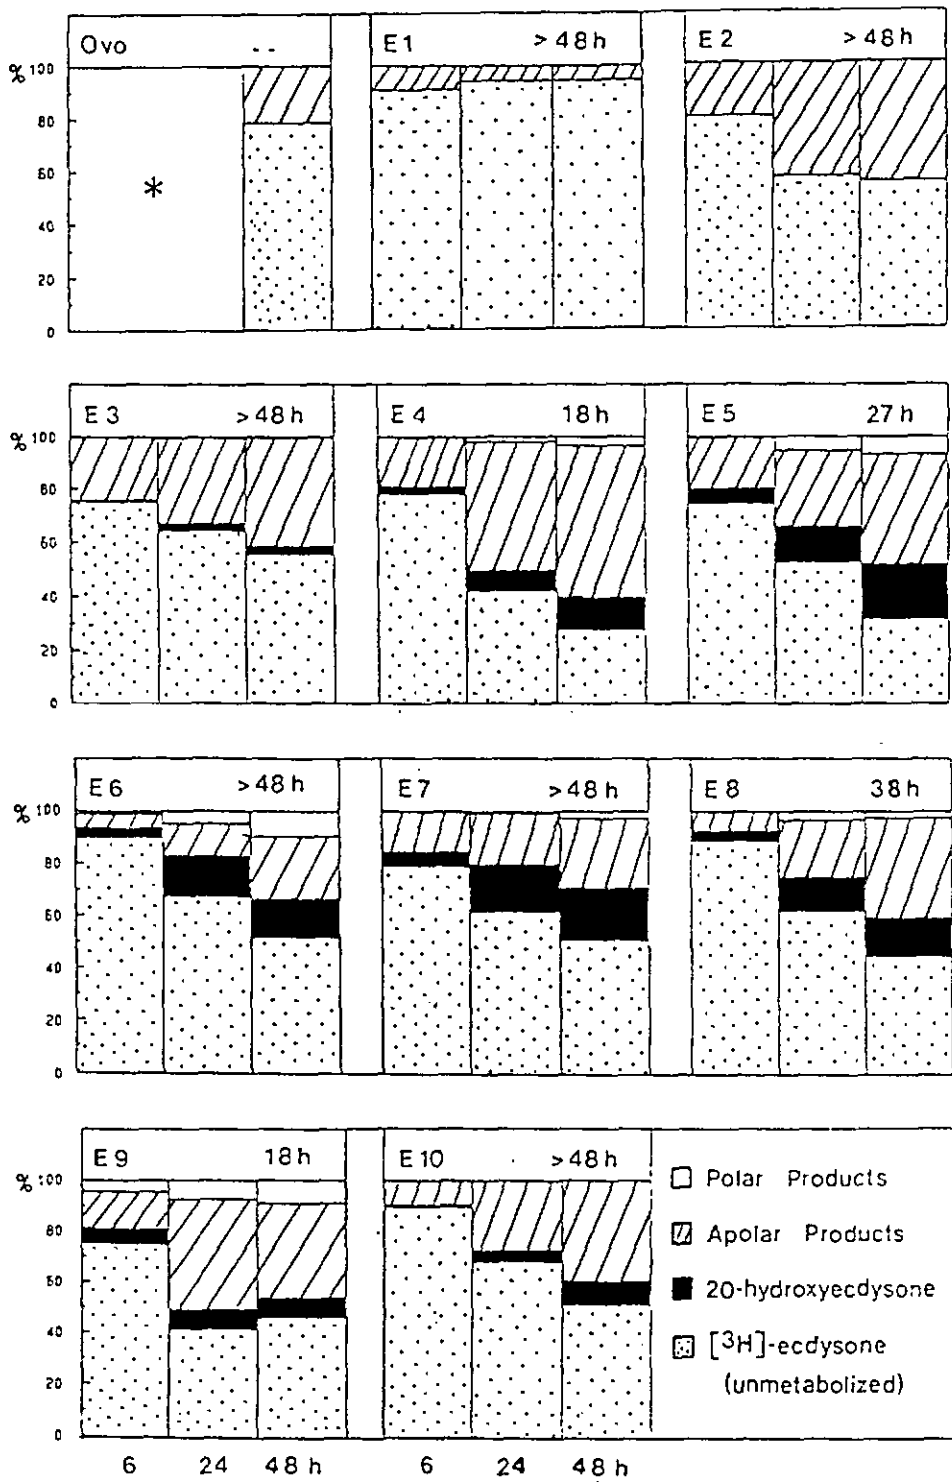 Ovo --
E1 >48h
E2 >48h
%
100
80
60
*
40
20
0
E3 >48h
E4 18h
E5 27h
%
100
80
60
40
20
0
E6 >48h
E7 >48h
E8 38h
%
100
80
60
40
20
0
E9 18h
E10 >48h
%
100
80
60
40
20
0
Polar Products
Apolar Products
20-hydroxyecdysone
[3H]-ecdysone
(unmetabolized)
6 24 48h
6 24 48h